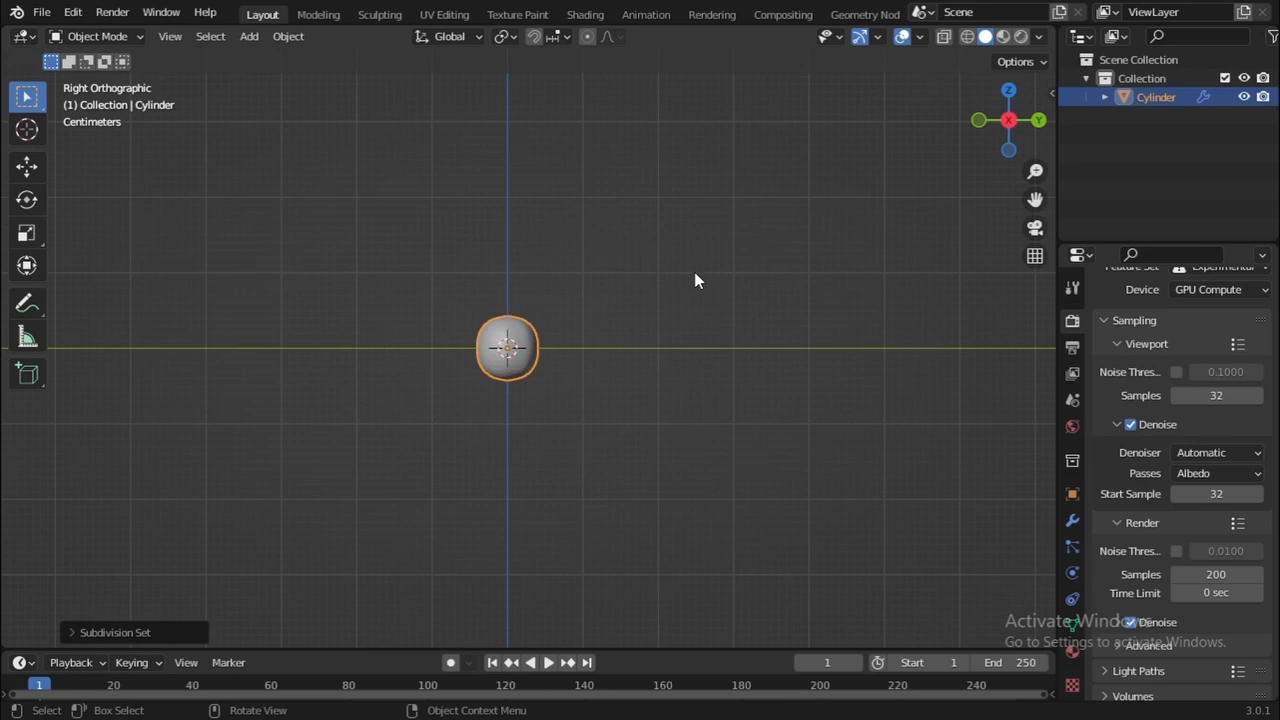 File Edit Render Window Help Layout Modeling Sculpting UV Editing Texture Paint Shading Animation Rendering Compositing Geometry Nod Scene ViewLayer
Object Mode View Select Add Object Global
Options
Right Orthographic
(1) Collection | Cylinder
Centimeters
Z
Y
X
Scene Collection
Collection
Cylinder
Feature Set Experimental
Device GPU Compute
Sampling
Viewport
Noise Thres... 0.1000
Samples 32
Denoise
Denoiser Automatic
Passes Albedo
Start Sample 32
Render
Noise Thres... 0.0100
Samples 200
Time Limit 0 sec
Denoise
Advanced
Light Paths
Volumes
Activate Windows
Go to Settings to activate Windows.
Subdivision Set
Playback Keying View Marker 1 Start 1 End 250
1 20 40 60 80 100 120 140 160 180 200 220 240
Select Box Select Rotate View Object Context Menu 3.0.1